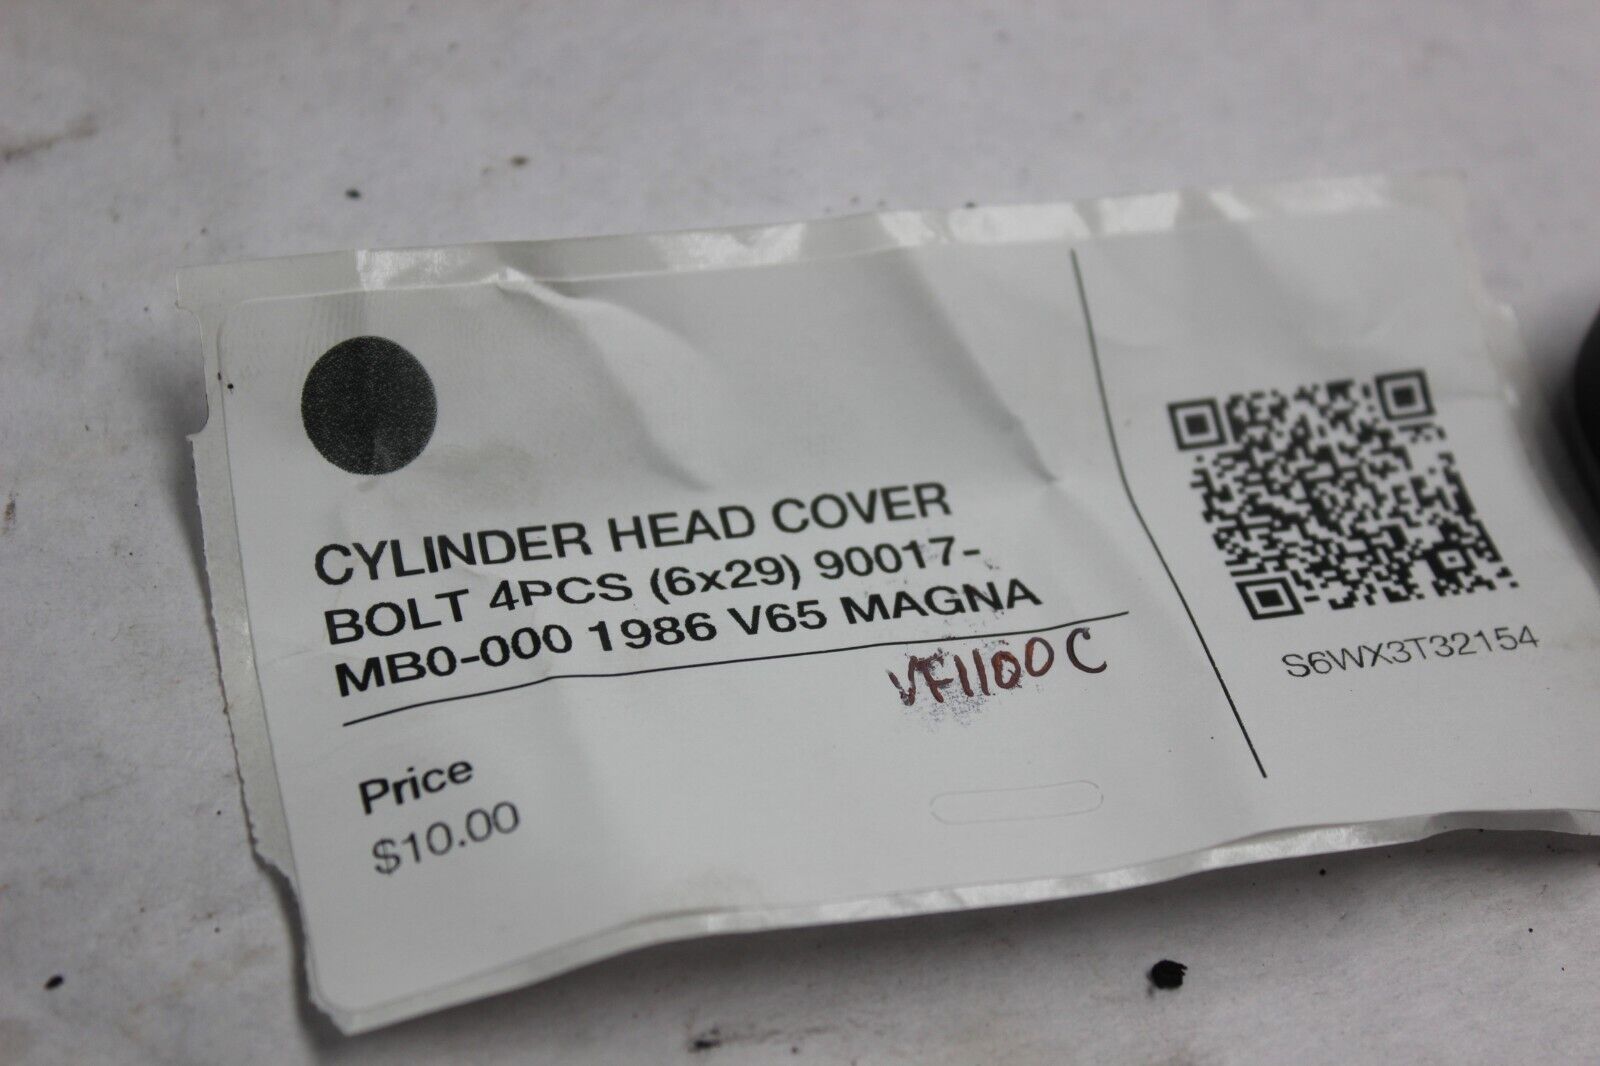 CYLINDER HEAD COVER
BOLT 4PCS (6x29) 90017-
MB0-000 1986 V65 MAGNA
VF1100C
Price
$10.00
S6WX3T32154